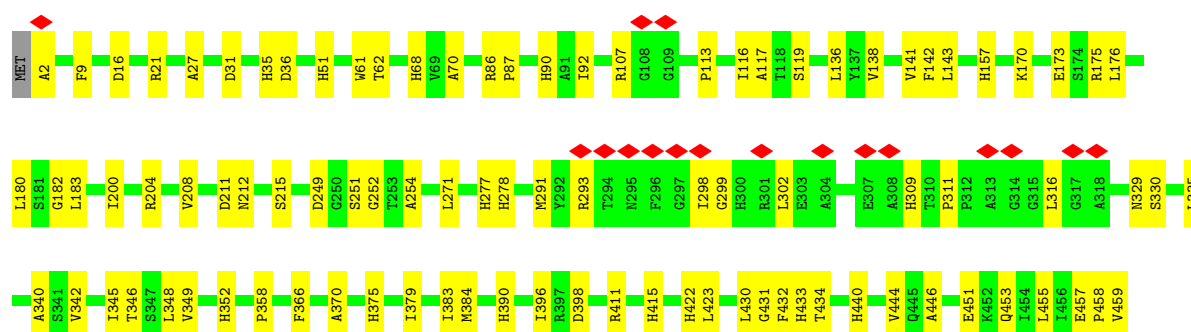 MET A2 F9 D16 R21 A27 D31 H35 D36 H51 W61 T62 H68 V69 A70 R86 P87 H90 A91 I92 R107 G108 G109 P113 I116 A117 T118 S119 L136 Y137 V138 V141 F142 L143 H157 K170 E173 S174 R175 L176
L180 S181 G182 L183 I200 R204 V208 D211 N212 S215 D249 G250 S251 G252 T253 A254 L271 H277 H278 M291 Y292 R293 T294 N295 F296 G297 I298 G299 H300 R301 L302 E303 A304 E307 A308 H309 T310 P311 P312 A313 G314 G315 L316 G317 A318 N329 S330
A340 S341 V342 I345 T346 S347 L348 V349 H352 P358 F366 A370 H375 I379 I383 M384 H390 I396 R397 D398 R411 H415 H422 L423 L430 G431 F432 H433 T434 H440 V444 Q445 A446 E451 K452 Q453 I454 L455 I456 E457 P458 V459